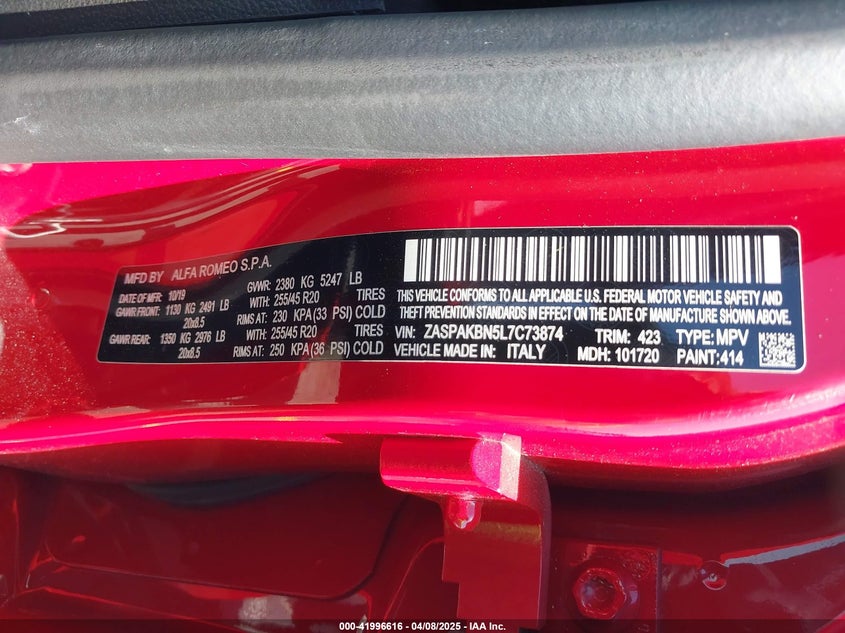 MFD BY ALFA ROMEO S.P.A.
DATE OF MFR: 10/19 GVWR: 2380 KG 5247 LB
GAWR FRONT: 1130 KG 2491 LB WITH: 255/45 R20 TIRES
20x8.5 RIMS AT: 230 KPA (33 PSI) COLD
GAWR REAR: 1350 KG 2976 LB WITH: 255/45 R20 TIRES
20x8.5 RIMS AT: 250 KPA (36 PSI) COLD
THIS VEHICLE CONFORMS TO ALL APPLICABLE U.S. FEDERAL MOTOR VEHICLE SAFETY AND
THEFT PREVENTION STANDARDS IN EFFECT ON THE DATE OF MANUFACTURE SHOWN ABOVE.
VIN: ZASPAKBN5L7C73874 TRIM: 423 TYPE: MPV
VEHICLE MADE IN: ITALY MDH: 101720 PAINT: 414
000-41996616 - 04/08/2025 - IAA Inc.